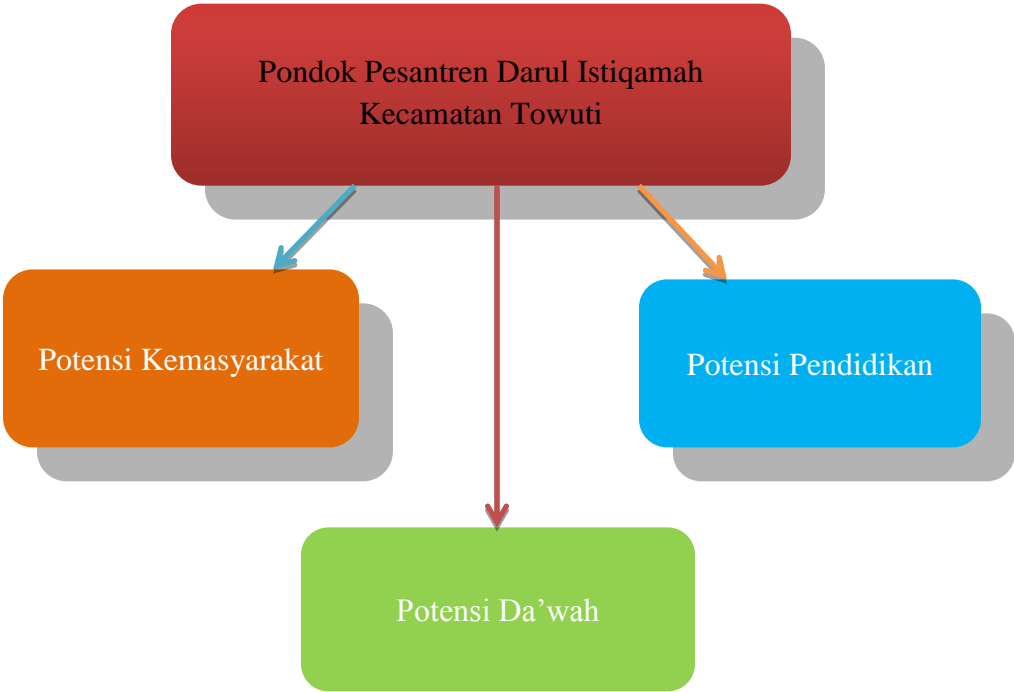 Pondok Pesantren Darul Istiqamah
Kecamatan Towuti
Potensi Kemasyarakat
Potensi Pendidikan
Potensi Da’wah